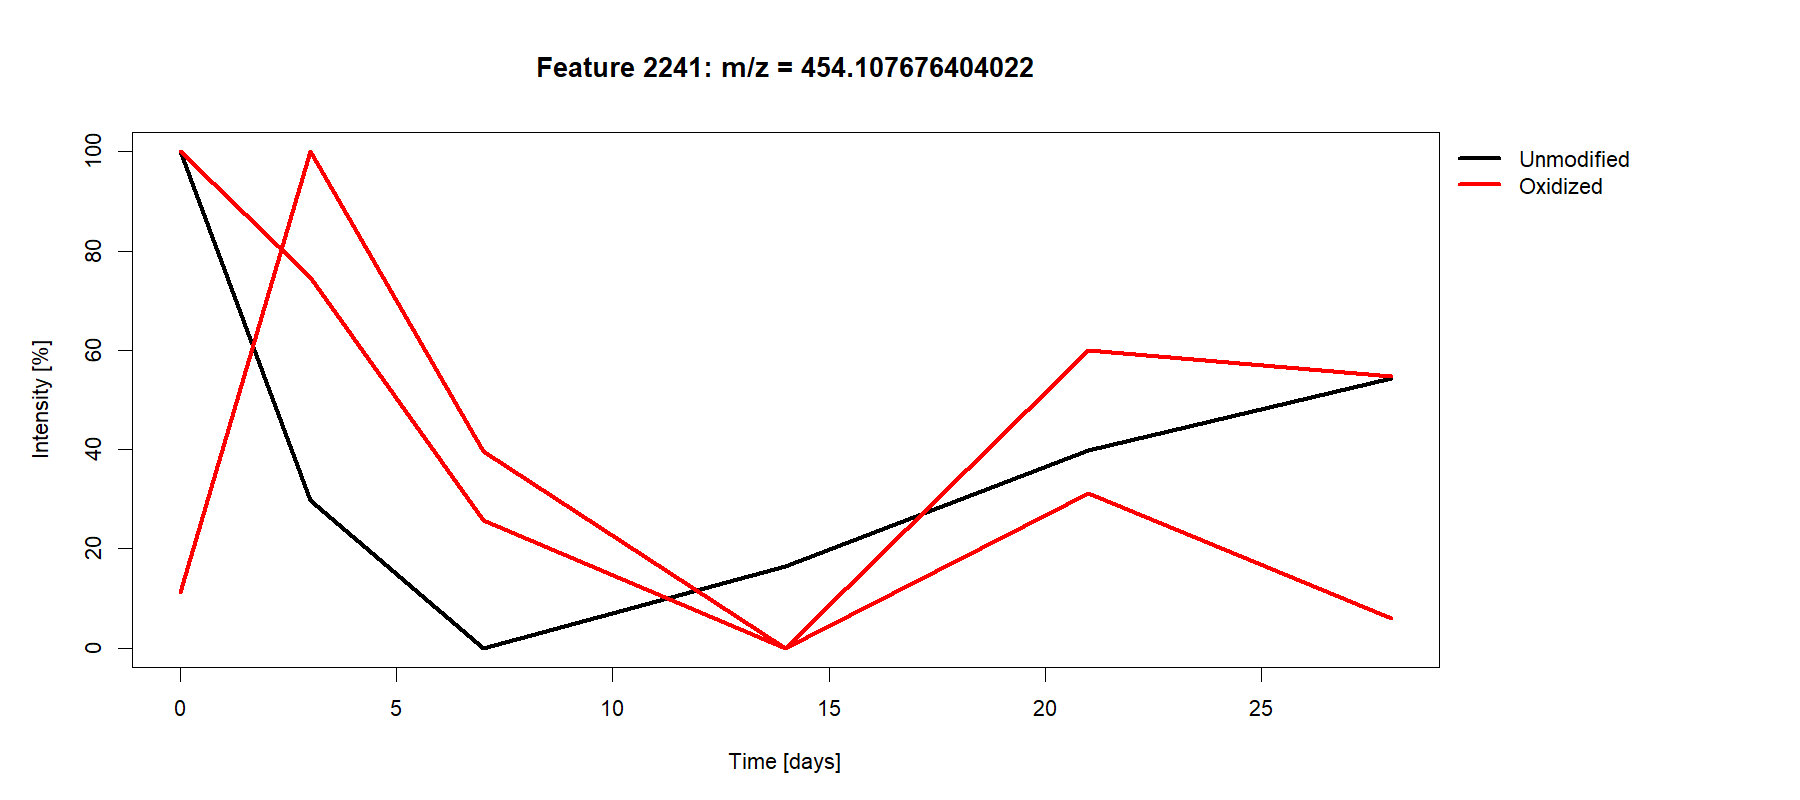 Feature 2241: m/z = 454.107676404022
Unmodified
Oxidized
Intensity [%]
100
80
60
40
20
0
0 5 10 15 20 25
Time [days]